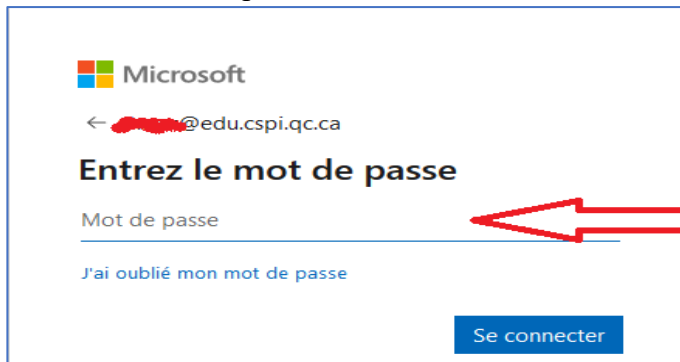 Microsoft
← @edu.cspi.qc.ca
Entrez le mot de passe
Mot de passe
J'ai oublié mon mot de passe
Se connecter